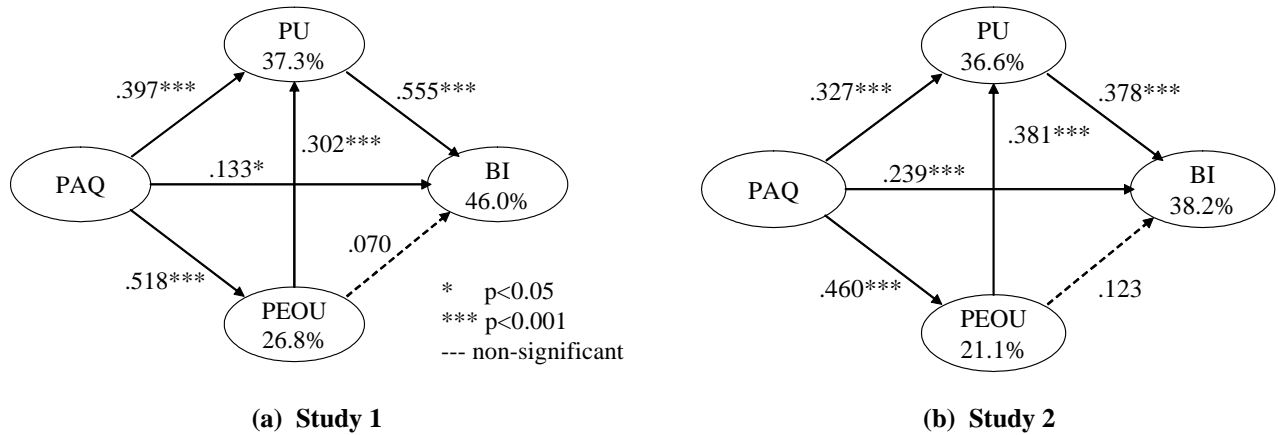 PU
37.3%
.397***
.555***
.302***
PAQ
.133*
BI
46.0%
.070
.518***
PEOU
26.8%
* p<0.05
*** p<0.001
--- non-significant
(a) Study 1
PU
36.6%
.327***
.378***
.381***
PAQ
.239***
BI
38.2%
.460***
.123
PEOU
21.1%
(b) Study 2